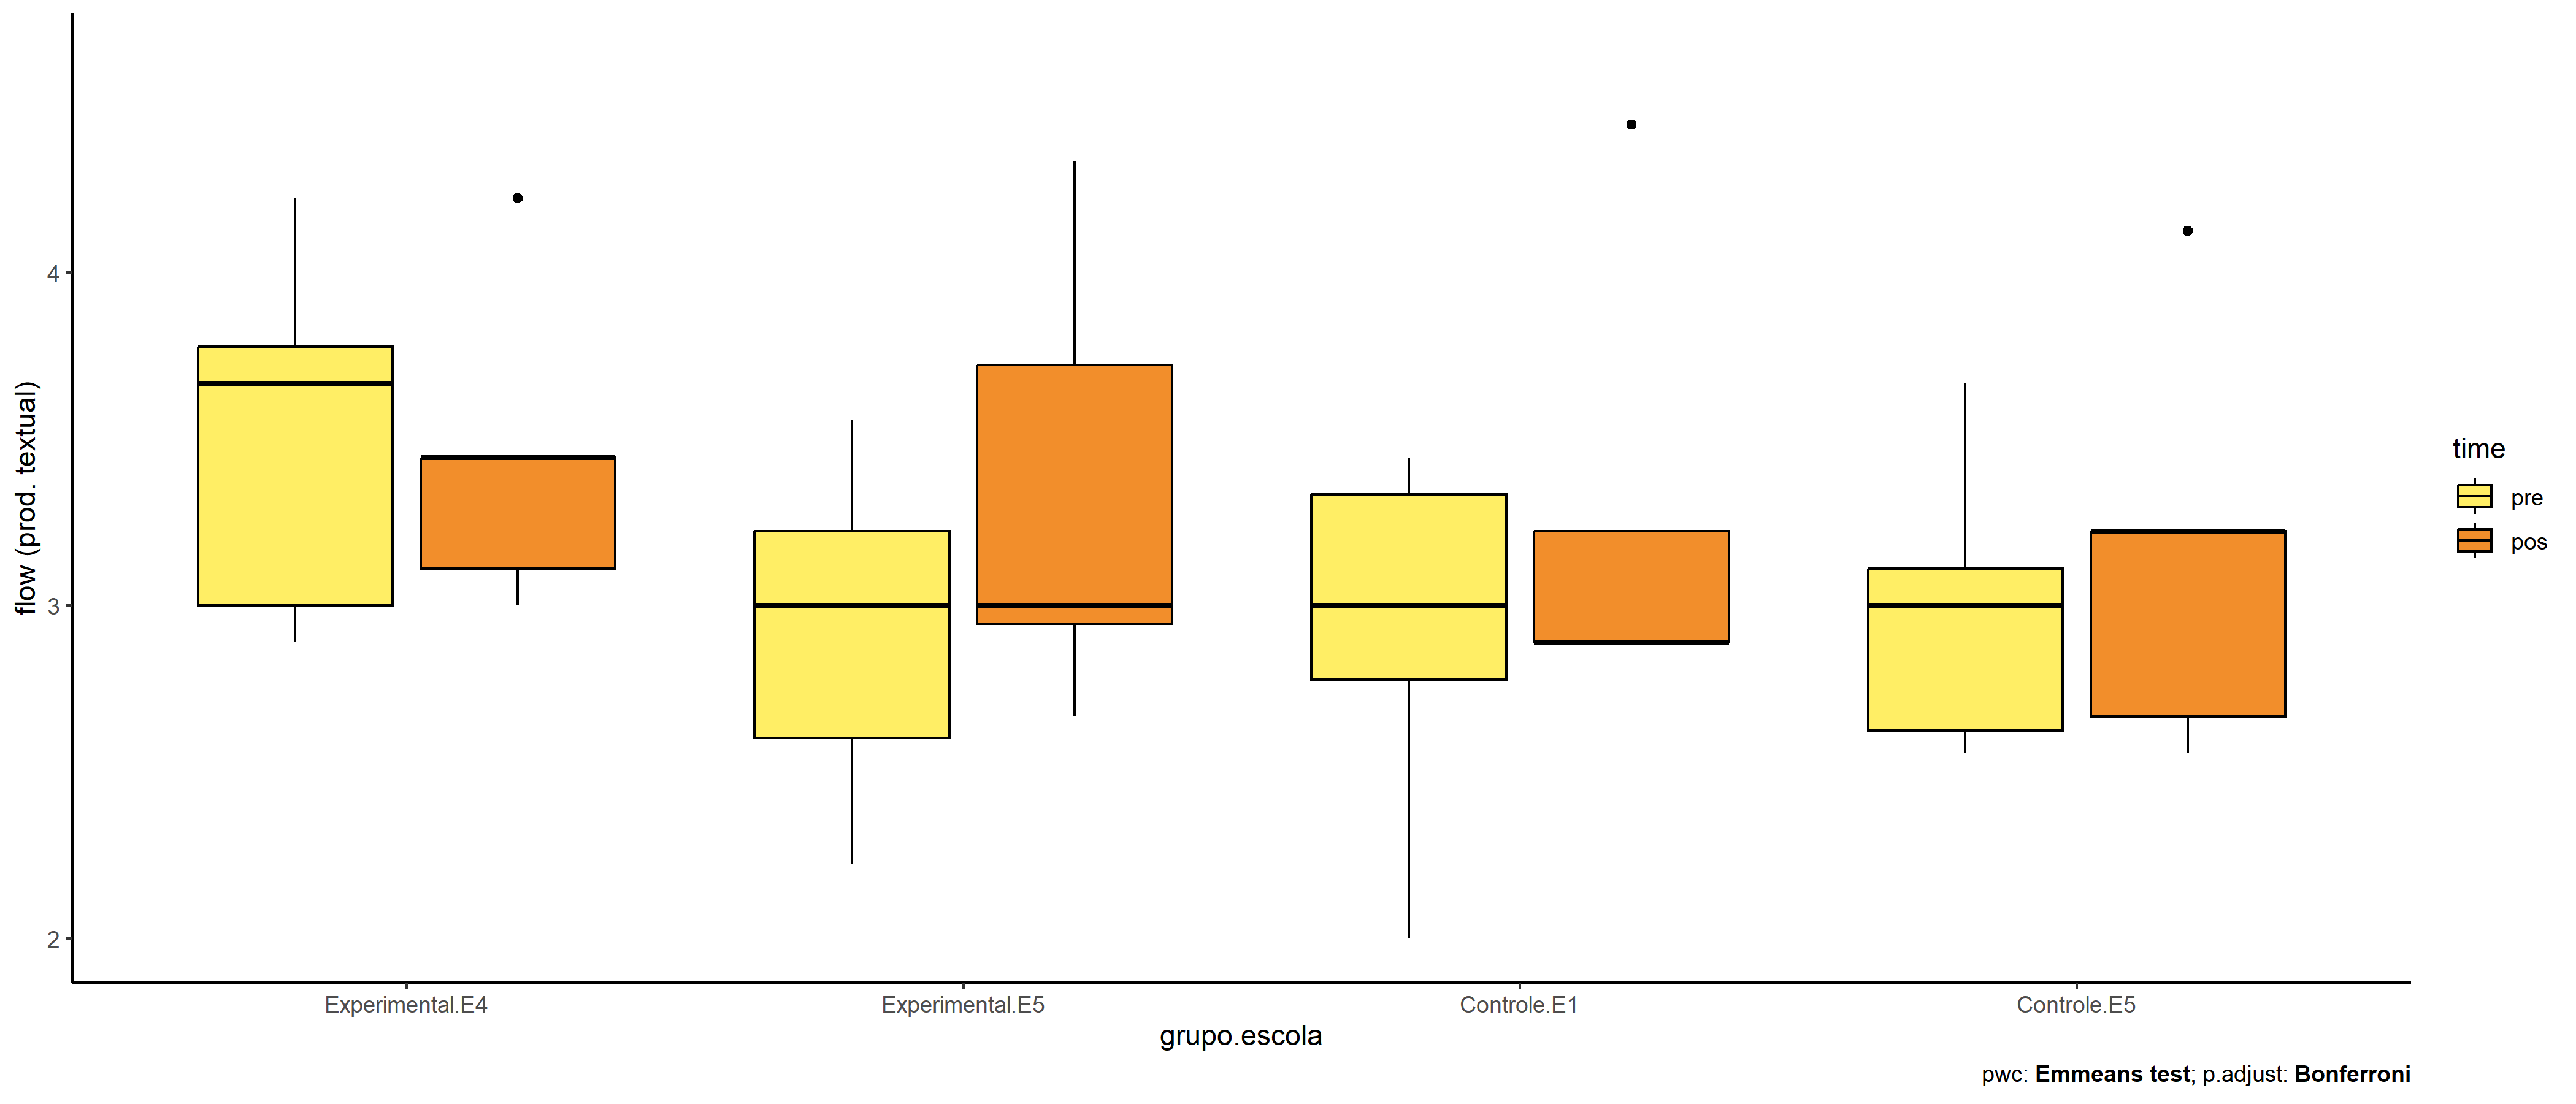 flow (prod. textual)
4
3
2
Experimental.E4
Experimental.E5
Controle.E1
Controle.E5
grupo.escola
time
pre
pos
pwc: Emmeans test; p.adjust: Bonferroni